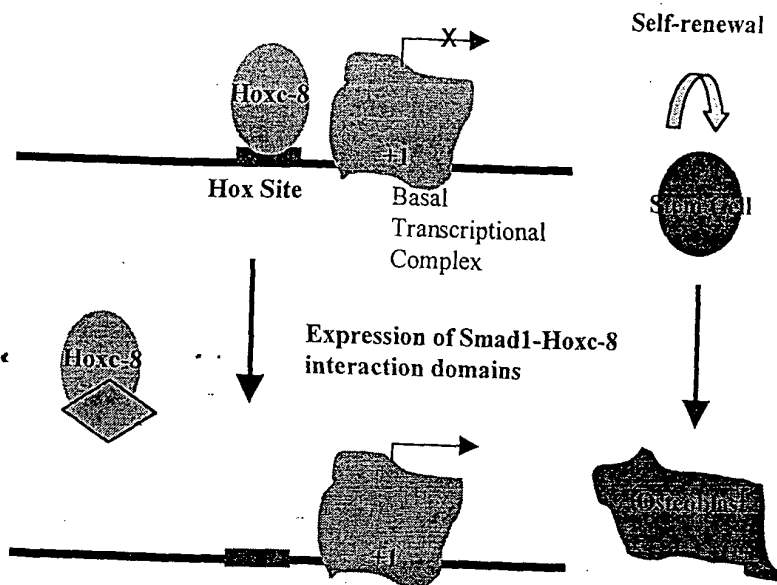 Self-renewal
X
Hoxc-8
+1
Hox Site
Basal
Transcriptional
Complex
Stem Cell
Expression of Smad1-Hoxc-8
interaction domains
Hoxc-8
Osteoblast
+1